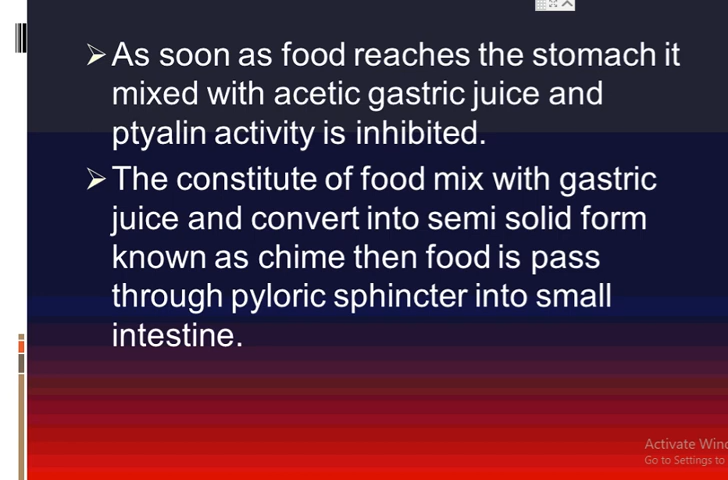 ➢ As soon as food reaches the stomach it
mixed with acetic gastric juice and
ptyalin activity is inhibited.
➢ The constitute of food mix with gastric
juice and convert into semi solid form
known as chime then food is pass
through pyloric sphincter into small
intestine.
Activate Wind
Go to Settings to